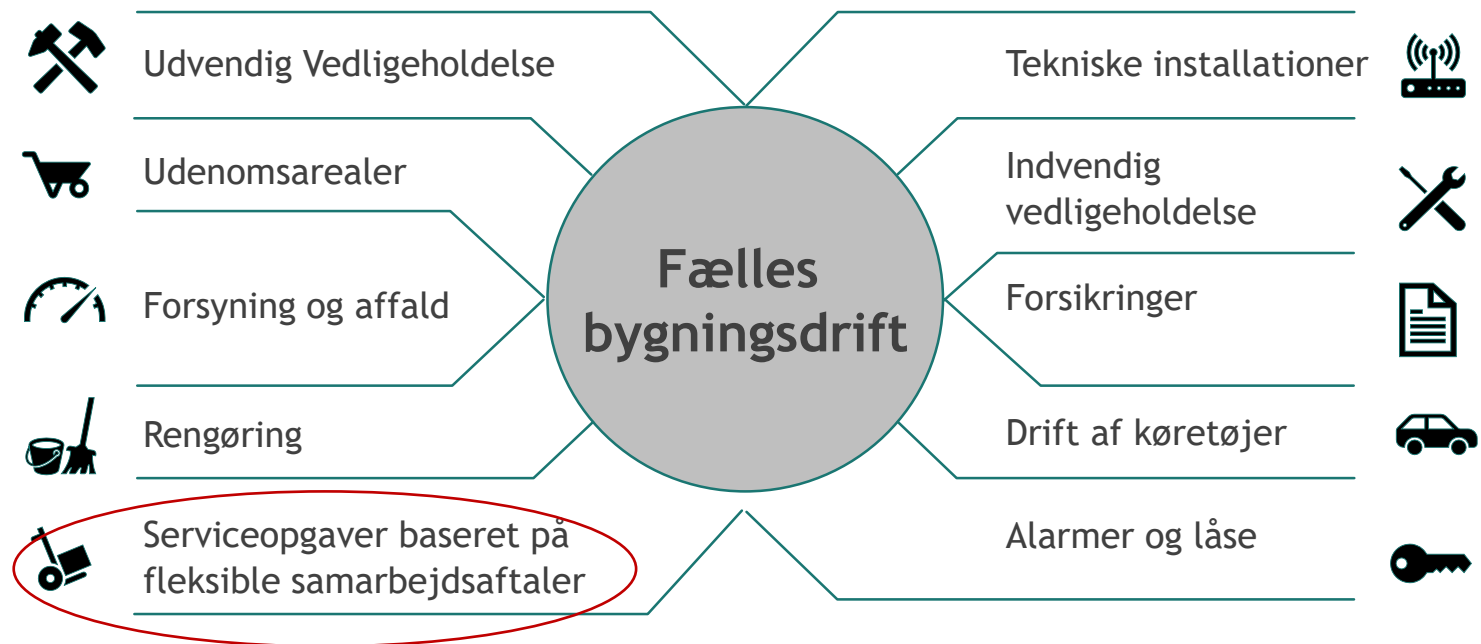 Udvendig Vedligeholdelse
Udenomsarealer
Forsyning og affald
Rengøring
Serviceopgaver baseret på
fleksible samarbejdsaftaler
Fælles
bygningsdrift
Tekniske installationer
Indvendig
vedligeholdelse
Forsikringer
Drift af køretøjer
Alarmer og låse